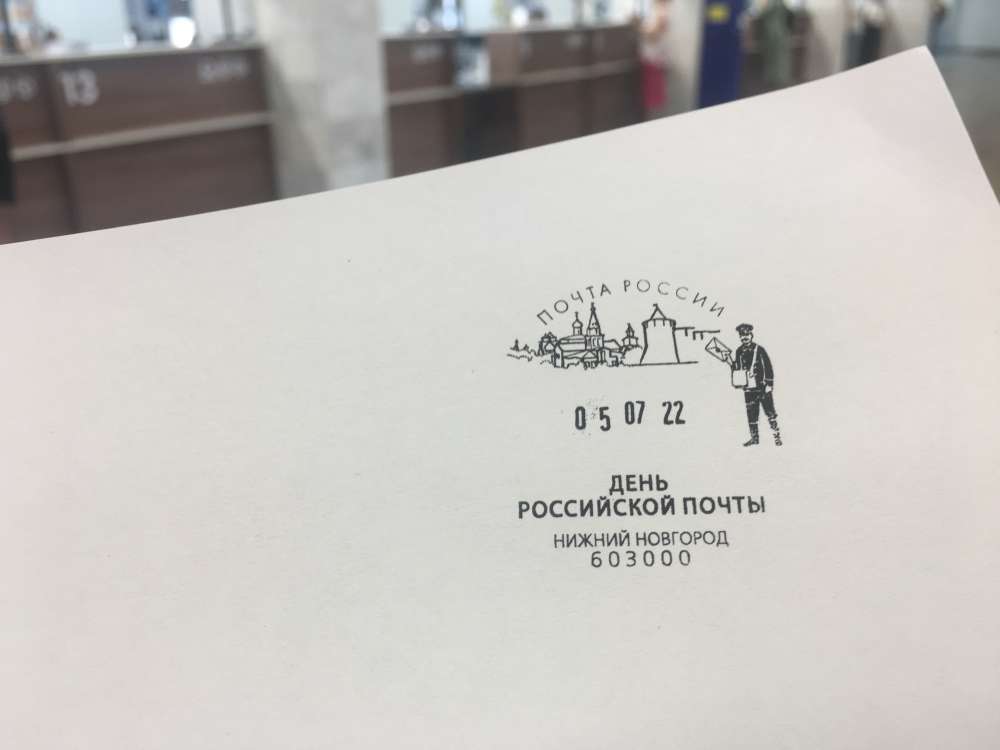 13
ПОЧТА РОССИИ
05 07 22
ДЕНЬ
РОССИЙСКОЙ ПОЧТЫ
НИЖНИЙ НОВГОРОД
603000